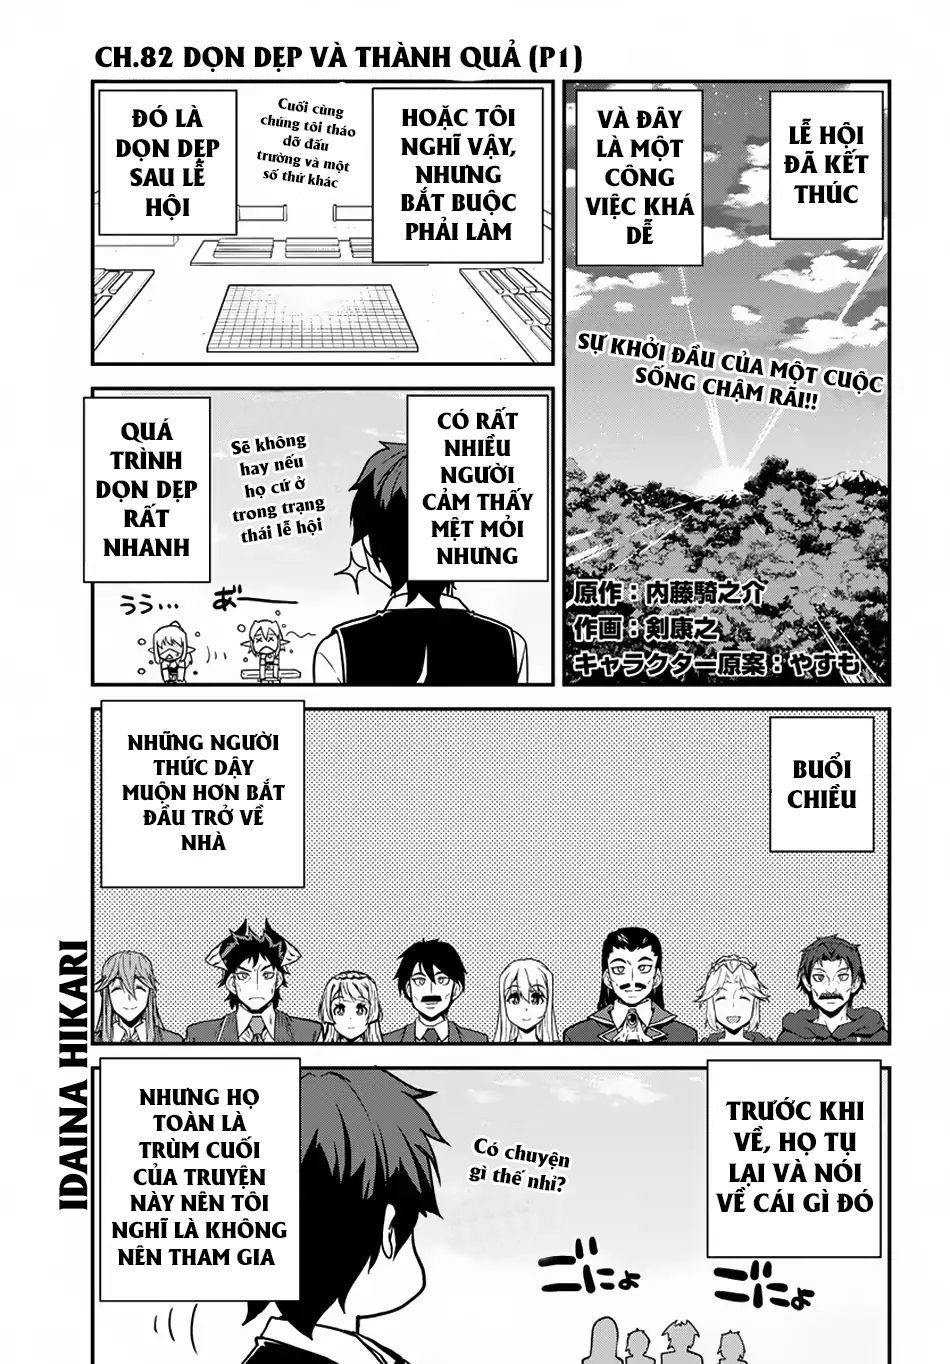 CH.82 DỌN DẸP VÀ THÀNH QUẢ (P1)
LỄ HỘI
ĐÃ KẾT
THÚC
VÀ ĐÂY
LÀ MỘT
CÔNG
VIỆC KHÁ
DỄ
SỰ KHỞI ĐẦU CỦA MỘT CUỘC
SỐNG CHẬM RÃI!!
原作：内藤騎之介
作画：剣康之
キャラクター原案：やすも
HOẶC TÔI
NGHĨ VẬY,
NHƯNG
BẮT BUỘC
PHẢI LÀM
Cuối cùng
chúng tôi tháo
dỡ đấu
trường và một
số thứ khác
ĐÓ LÀ
DỌN DẸP
SAU LỄ
HỘI
CÓ RẤT
NHIỀU
NGƯỜI
CẢM THẤY
MỆT MỎI
NHƯNG
Sẽ không
hay nếu
họ cứ ở
trong trạng
thái lễ hội
QUÁ
TRÌNH
DỌN DẸP
RẤT
NHANH
あ゛ー
うぅ…
BUỔI
CHIỀU
NHỮNG NGƯỜI
THỨC DẬY
MUỘN HƠN BẮT
ĐẦU TRỞ VỀ
NHÀ
TRƯỚC KHI
VỀ, HỌ TỤ
LẠI VÀ NÓI
VỀ CÁI GÌ ĐÓ
Có chuyện
gì thế nhỉ?
NHƯNG HỌ
TOÀN LÀ
TRÙM CUỐI
CỦA TRUYỆN
NÀY NÊN TÔI
NGHĨ LÀ KHÔNG
NÊN THAM GIA
ごにょ
ごにょ
IDAINA HIKARI